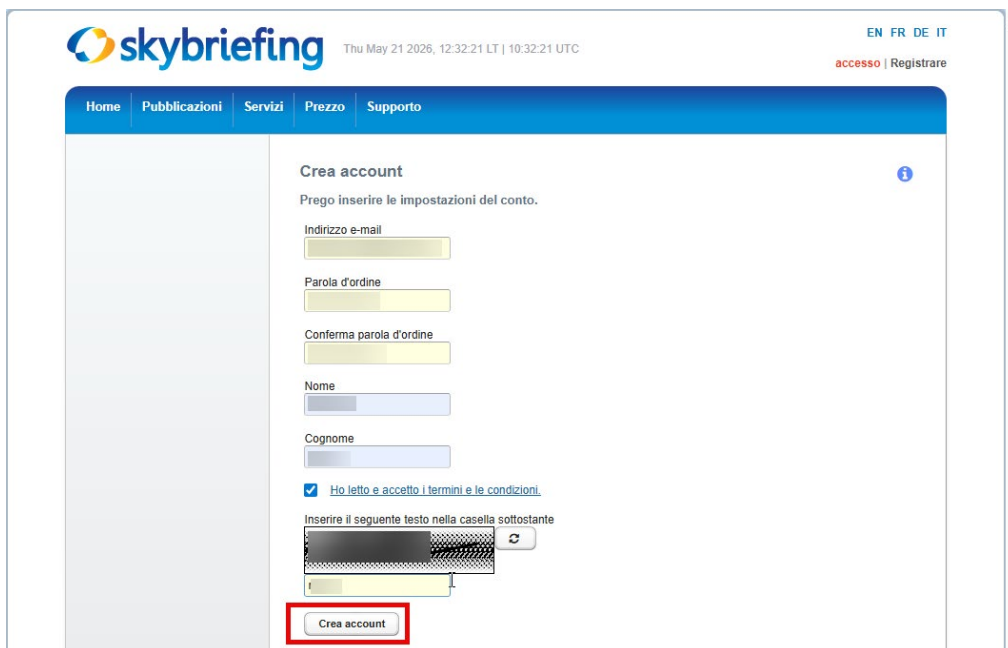 skybriefing
Thu May 21 2026, 12:32:21 LT | 10:32:21 UTC
EN FR DE IT
accesso | Registrare
Home Pubblicazioni Servizi Prezzo Supporto
Crea account
Prego inserire le impostazioni del conto.
Indirizzo e-mail
Parola d'ordine
Conferma parola d'ordine
Nome
Cognome
Ho letto e accetto i termini e le condizioni.
Inserire il seguente testo nella casella sottostante
Crea account